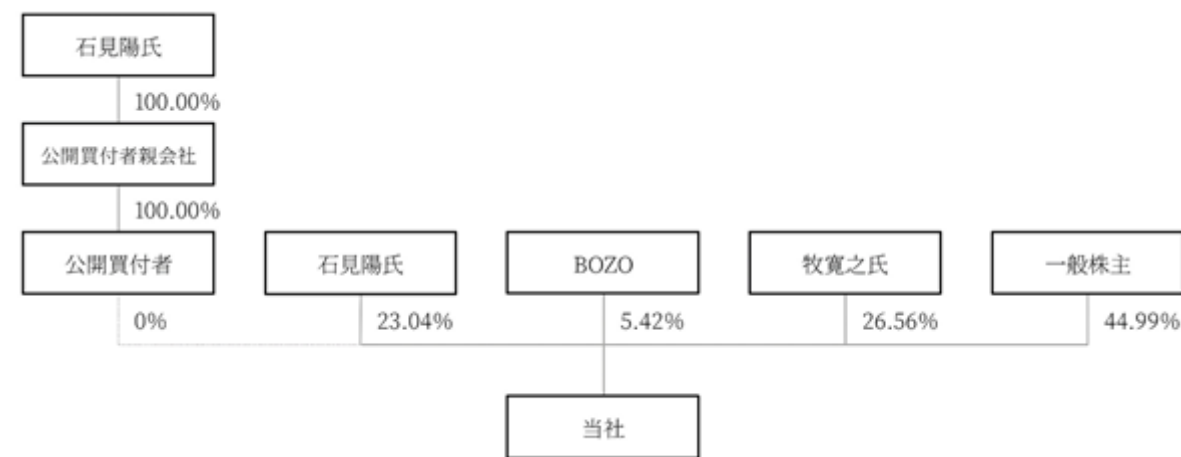 石見陽氏
100.00%
公開買付者親会社
100.00%
公開買付者
石見陽氏
BOZO
牧寛之氏
一般株主
0%
23.04%
5.42%
26.56%
44.99%
当社